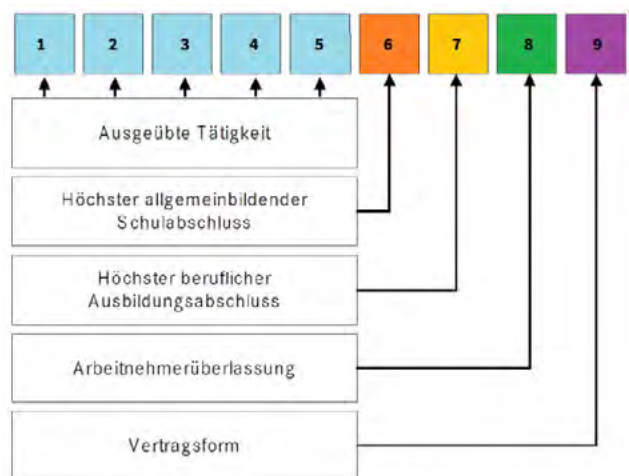 1 2 3 4 5 6 7 8 9
Ausgeübte Tätigkeit
Höchster allgemeinbildender
Schulabschluss
Höchster beruflicher
Ausbildungsabschluss
Arbeitnehmerüberlassung
Vertragsform